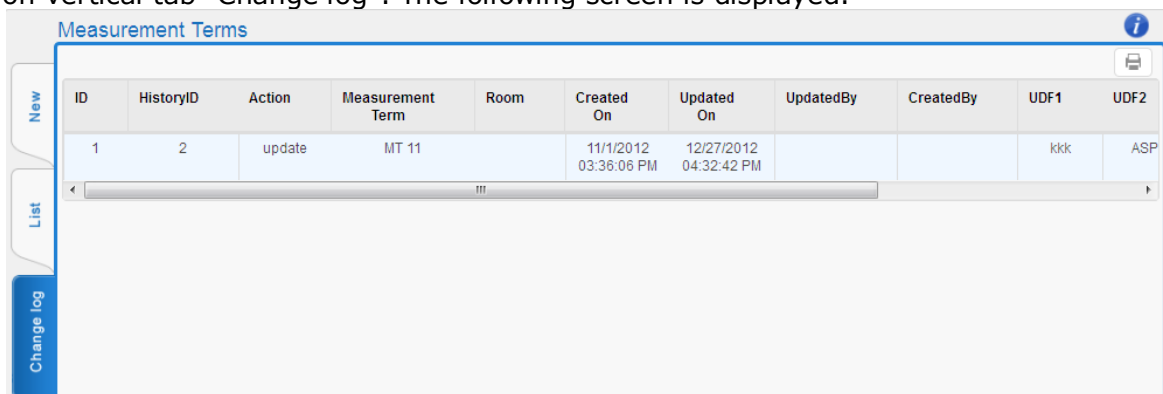 on vertical tab "Change log". The following screen is displayed.
Measurement Terms
New
List
Change log
ID HistoryID Action Measurement Term Room Created On Updated On UpdatedBy CreatedBy UDF1 UDF2
1 2 update MT 11 11/1/2012 03:36:06 PM 12/27/2012 04:32:42 PM kkk ASP